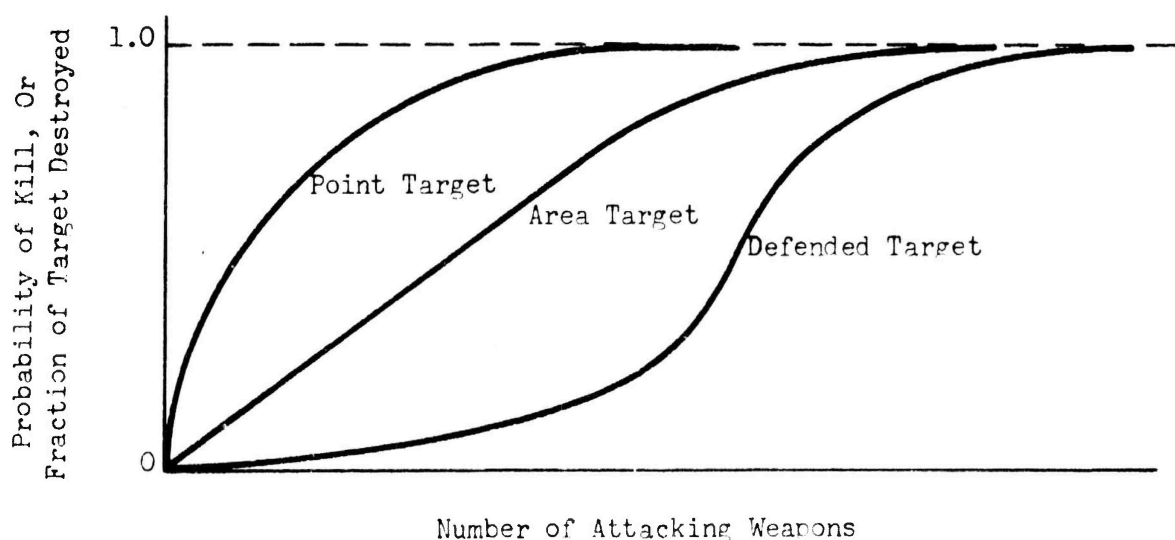 Probability of Kill, Or
Fraction of Target Destroyed
1.0
Point Target
Area Target
Defended Target
0
Number of Attacking Weapons